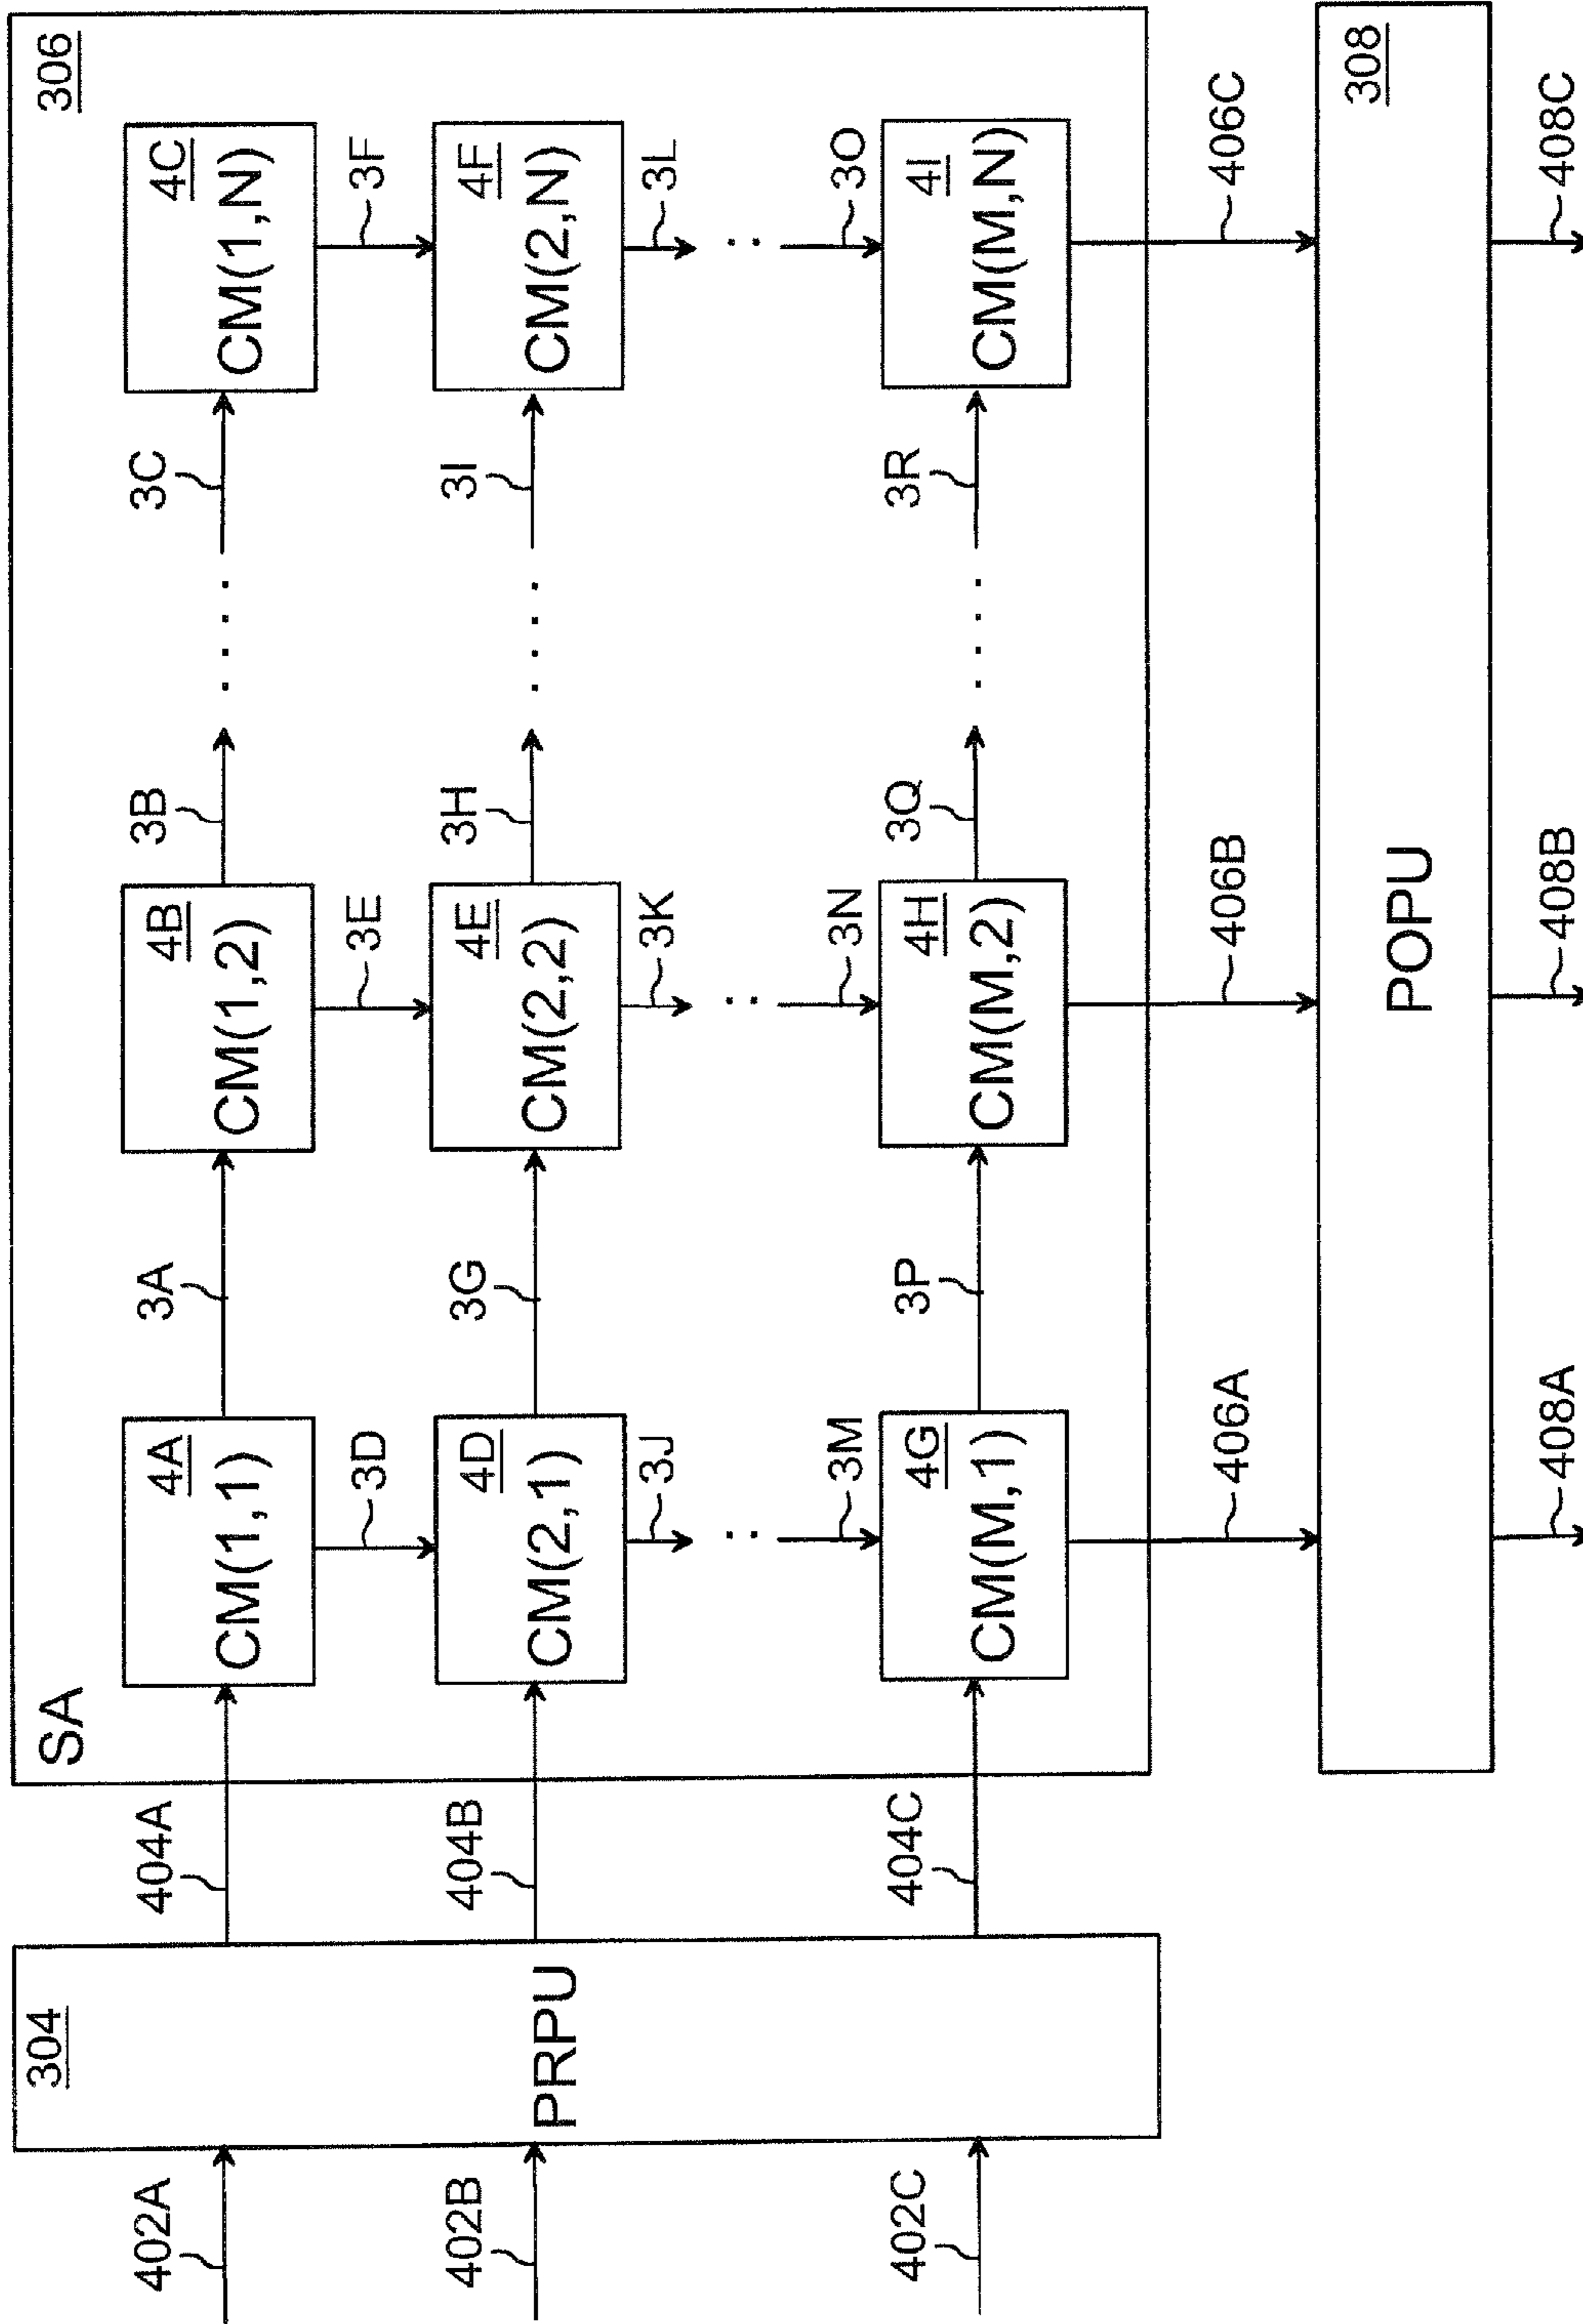 SA
306
304
PRPU
402A
402B
402C
404A
404B
404C
4A
CM(1,1)
3A
4B
CM(1,2)
3B
. . . .
3C
4C
CM(1,N)
3D
3E
3F
4D
CM(2,1)
3G
4E
CM(2,2)
3H
. . . .
3I
4F
CM(2,N)
3J
3K
3L
. .
. .
. .
3M
3N
3O
4G
CM(M,1)
3P
4H
CM(M,2)
3Q
. . . .
3R
4I
CM(M,N)
406A
406B
406C
308
POPU
408A
408B
408C